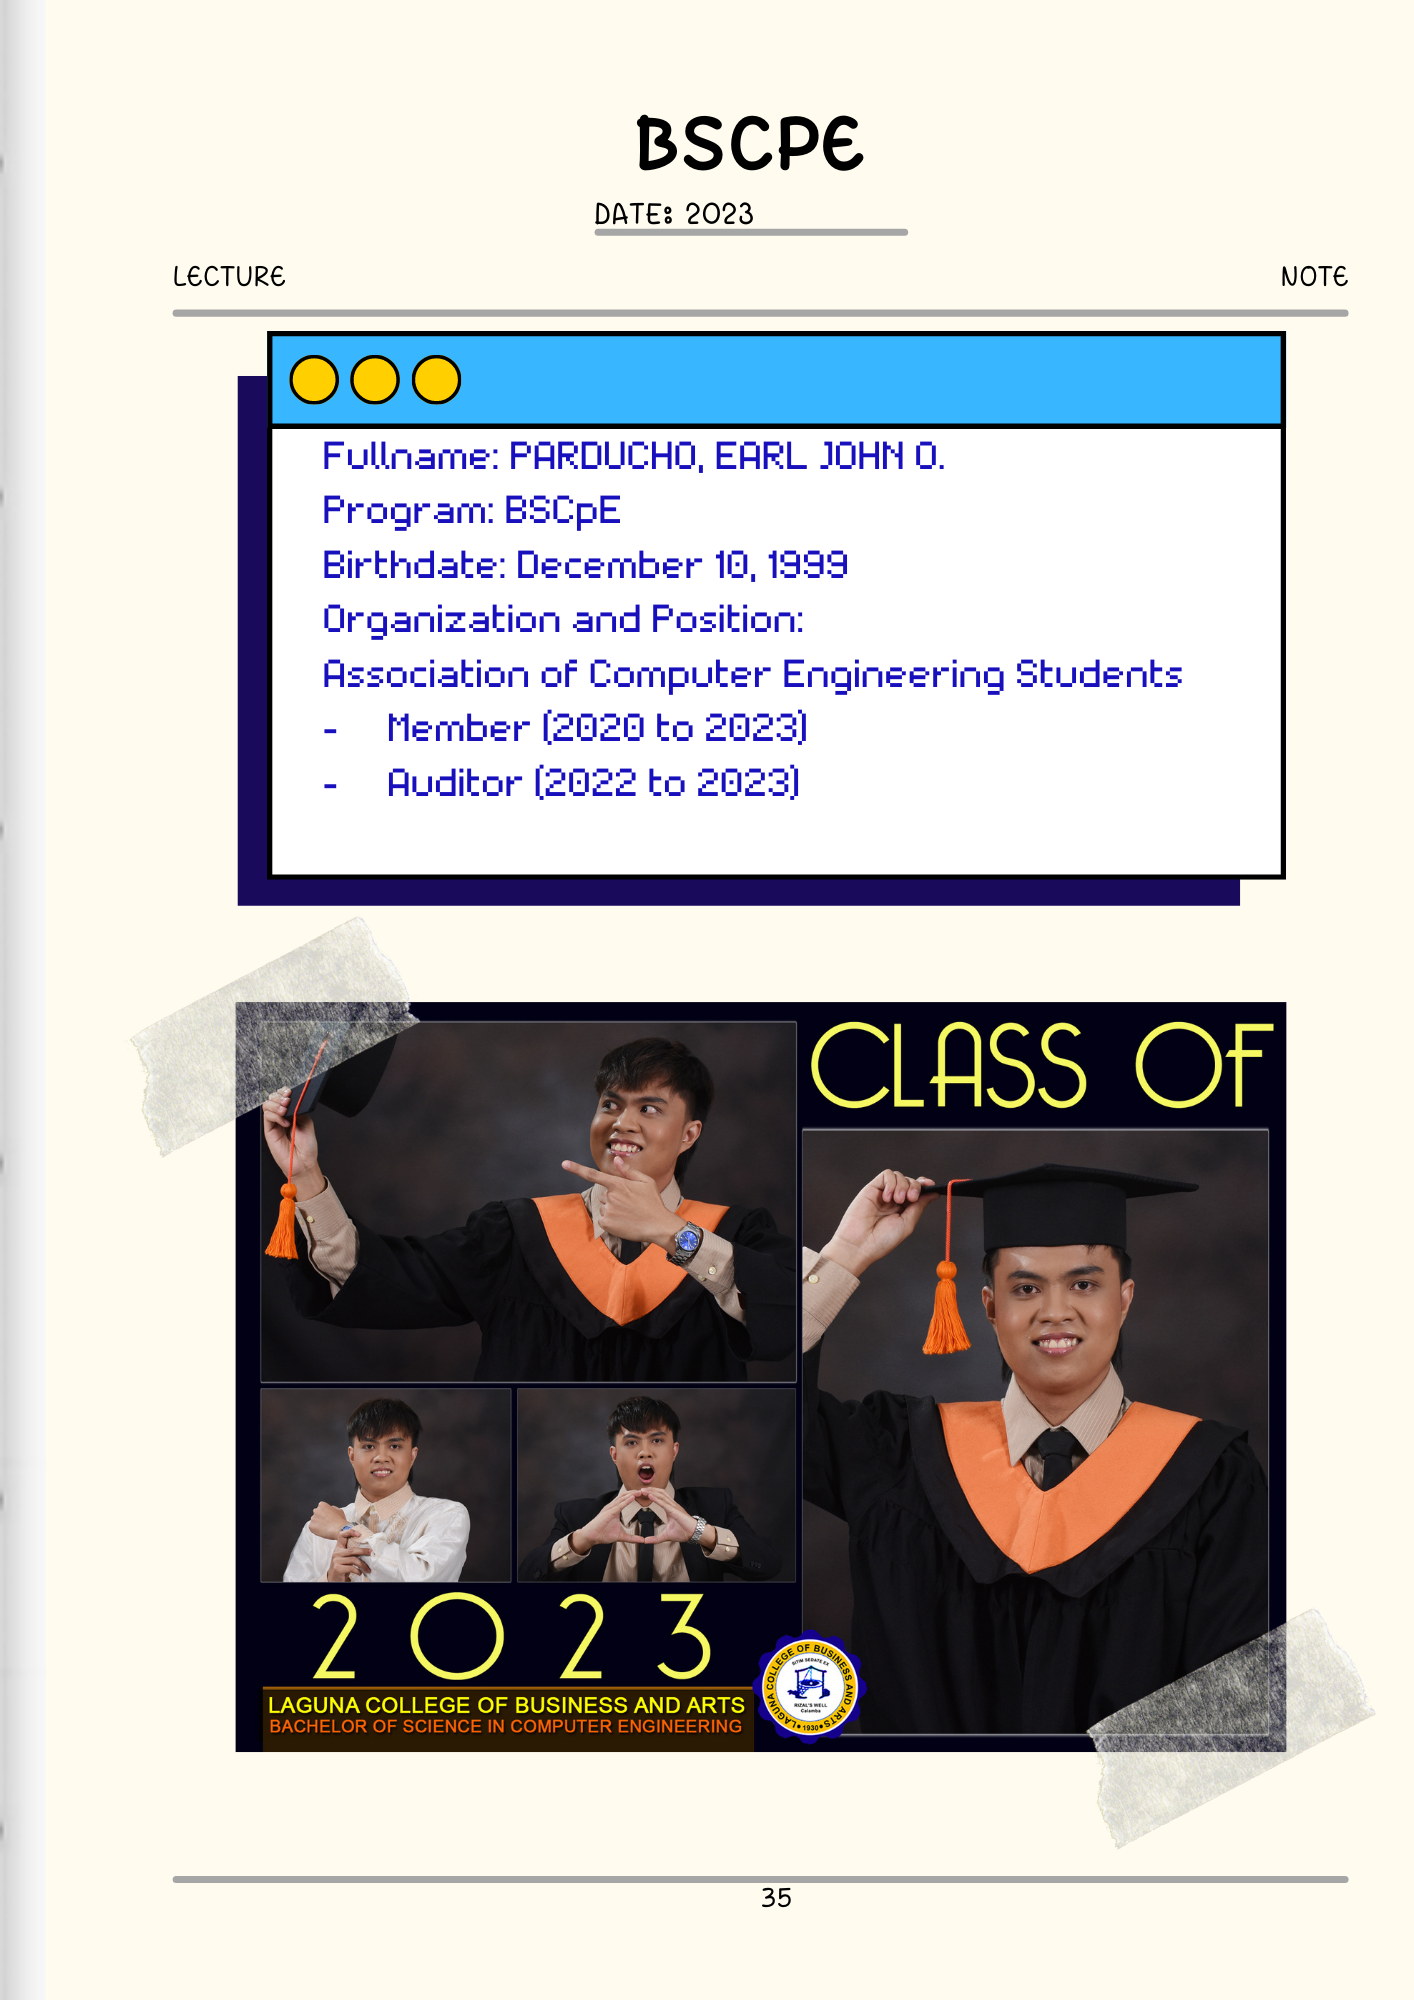 BSCPE
DATE: 2023
LECTURE
NOTE
Fullname: PARDUCHO, EARL JOHN O.
Program: BSCpE
Birthdate: December 10, 1999
Organization and Position:
Association of Computer Engineering Students
- Member (2020 to 2023)
- Auditor (2022 to 2023)
CLASS OF
2023
LAGUNA COLLEGE OF BUSINESS AND ARTS
BACHELOR OF SCIENCE IN COMPUTER ENGINEERING
LAGUNA COLLEGE OF BUSINESS AND ARTS
RIZAL'S WELL
Calamba
1930
35